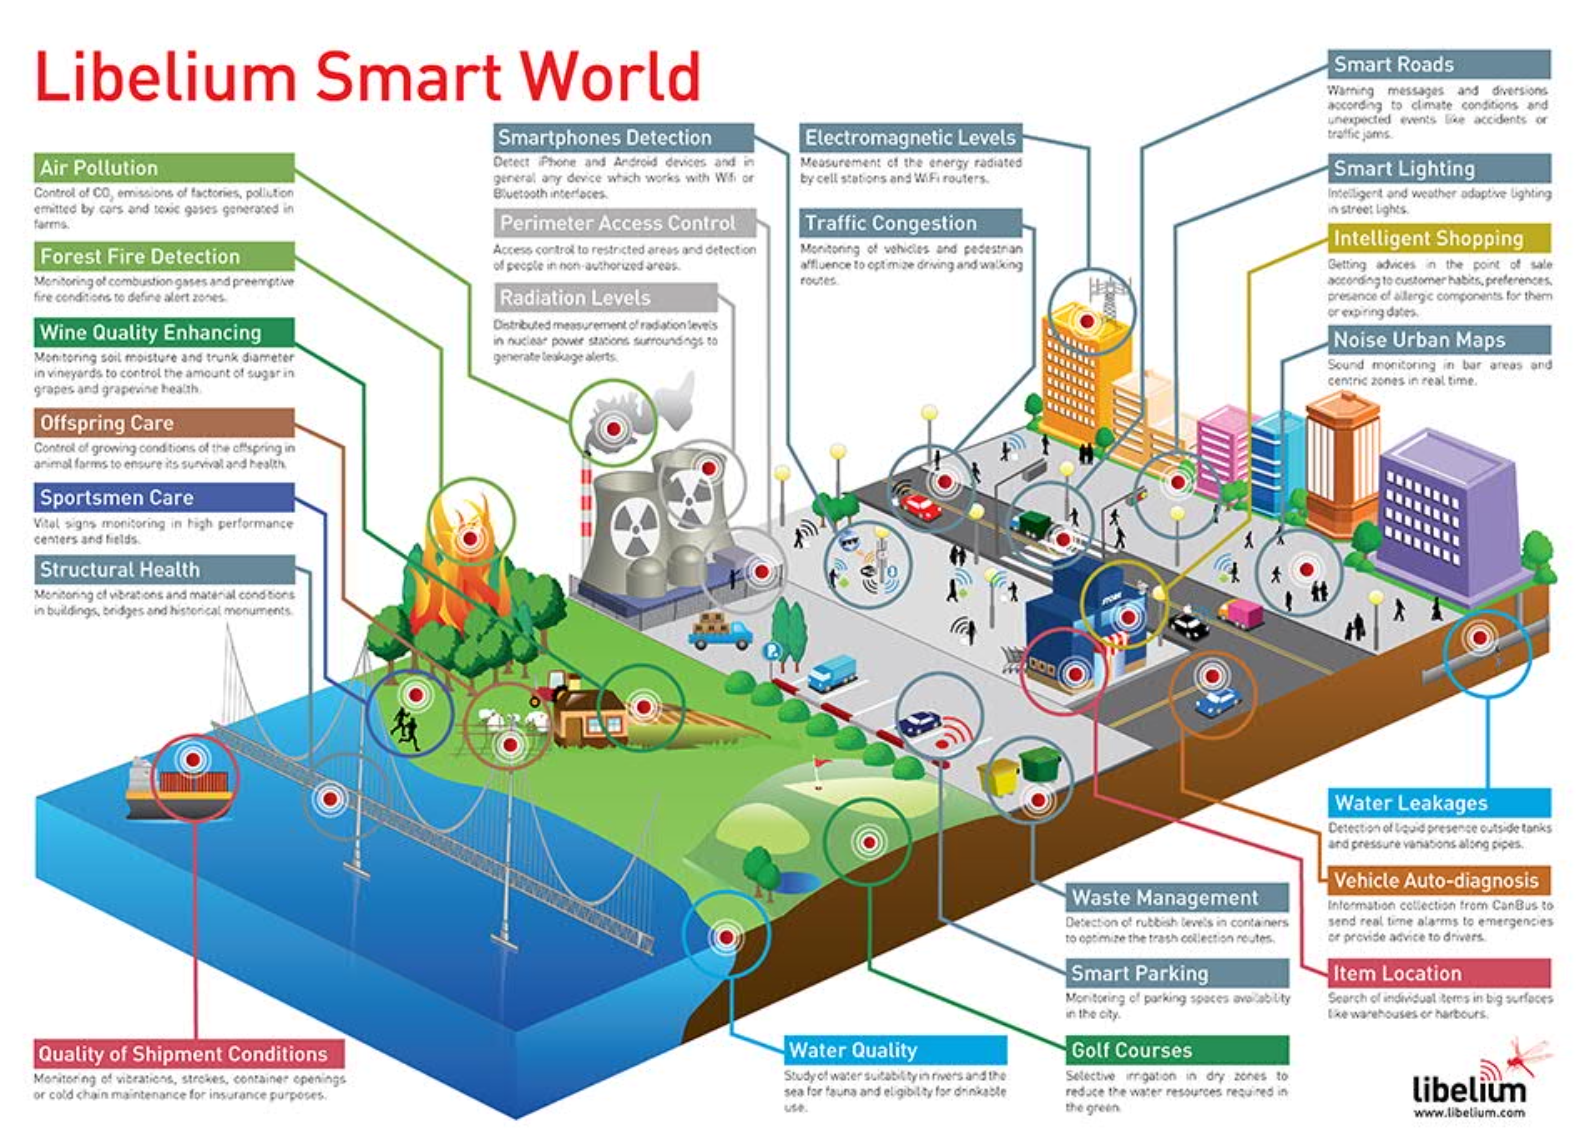 Libelium Smart World
Air Pollution
Control of CO2 emissions of factories, pollution
emitted by cars and toxic gases generated in
farms.
Forest Fire Detection
Monitoring of combustion gases and preemptive
fire conditions to define alert zones.
Wine Quality Enhancing
Monitoring soil moisture and trunk diameter
in vineyards to control the amount of sugar in
grapes and grapevine health.
Offspring Care
Control of growing conditions of the offspring in
animal farms to ensure its survival and health.
Sportsmen Care
Vital signs monitoring in high performance
centers and fields.
Structural Health
Monitoring of vibrations and material conditions
in buildings, bridges and historical monuments.
Quality of Shipment Conditions
Monitoring of vibrations, strokes, container openings
or cold chain maintenance for insurance purposes.
Smartphones Detection
Detect iPhone and Android devices and in
general any device which works with Wifi or
Bluetooth interfaces.
Perimeter Access Control
Access control to restricted areas and detection
of people in non-authorized areas.
Radiation Levels
Distributed measurement of radiation levels
in nuclear power stations surroundings to
generate leakage alerts.
Electromagnetic Levels
Measurement of the energy radiated
by cell stations and WiFi routers.
Traffic Congestion
Monitoring of vehicles and pedestrian
affluence to optimize driving and walking
routes.
Smart Roads
Warning messages and diversions
according to climate conditions and
unexpected events like accidents or
traffic jams.
Smart Lighting
Intelligent and weather adaptive lighting
in street lights.
Intelligent Shopping
Getting advices in the point of sale
according to customer habits, preferences,
presence of allergic components for them
or expiring dates.
Noise Urban Maps
Sound monitoring in bar areas and
centric zones in real time.
STORE
P
Water Leakages
Detection of liquid presence outside tanks
and pressure variations along pipes.
Vehicle Auto-diagnosis
Information collection from CanBus to
send real time alarms to emergencies
or provide advice to drivers.
Item Location
Search of individual items in big surfaces
like warehouses or harbours.
Waste Management
Detection of rubbish levels in containers
to optimize the trash collection routes.
Smart Parking
Monitoring of parking spaces availability
in the city.
Golf Courses
Selective irrigation in dry zones to
reduce the water resources required in
the green.
Water Quality
Study of water suitability in rivers and the
sea for fauna and eligibility for drinkable
use.
libelium
www.libelium.com